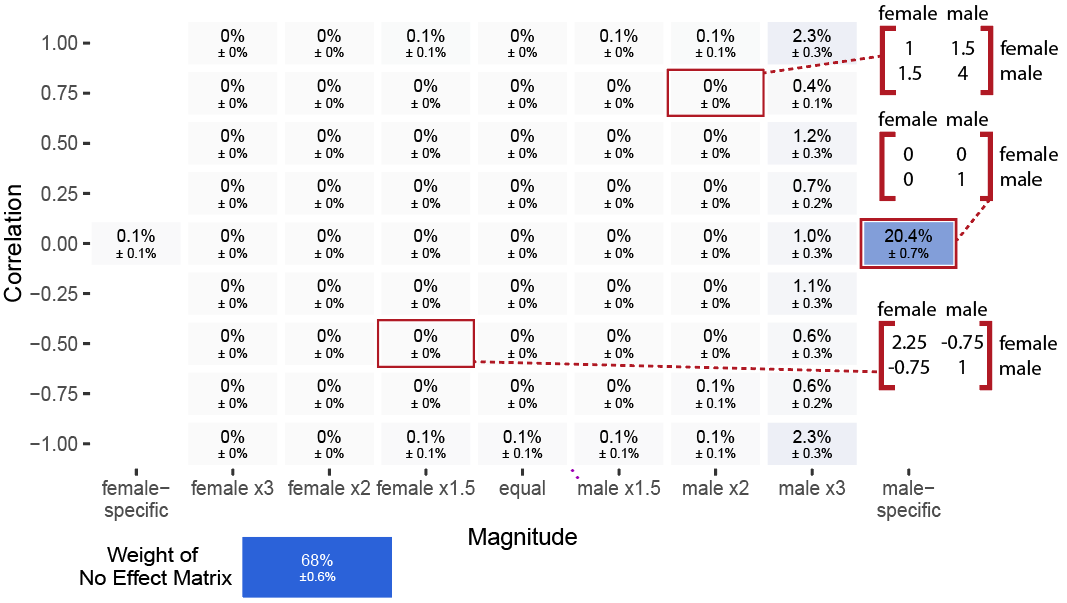 female male
1 1.5 female
1.5 4 male
female male
0 0 female
0 1 male
female male
2.25 -0.75 female
-0.75 1 male
Correlation
1.00 0% 0% 0.1% 0% 0.1% 0.1% 2.3%
± 0% ± 0% ± 0.1% ± 0% ± 0% ± 0.1% ± 0.3%
0.75 0% 0% 0% 0% 0% 0% 0.4%
± 0% ± 0% ± 0% ± 0% ± 0% ± 0% ± 0.1%
0.50 0% 0% 0% 0% 0% 0% 1.2%
± 0% ± 0% ± 0% ± 0% ± 0% ± 0% ± 0.3%
0.25 0% 0% 0% 0% 0% 0% 0.7%
± 0% ± 0% ± 0% ± 0% ± 0% ± 0% ± 0.2%
0.00 0.1% 0% 0% 0% 0% 0% 0% 1.0% 20.4%
± 0.1% ± 0% ± 0% ± 0% ± 0% ± 0% ± 0% ± 0.3% ± 0.7%
−0.25 0% 0% 0% 0% 0% 0% 1.1%
± 0% ± 0% ± 0% ± 0% ± 0% ± 0% ± 0.3%
−0.50 0% 0% 0% 0% 0% 0% 0.6%
± 0% ± 0% ± 0% ± 0% ± 0% ± 0% ± 0.3%
−0.75 0% 0% 0% 0% 0% 0.1% 0.6%
± 0% ± 0% ± 0% ± 0% ± 0% ± 0.1% ± 0.2%
−1.00 0% 0% 0.1% 0.1% 0.1% 0.1% 2.3%
± 0% ± 0% ± 0.1% ± 0.1% ± 0.1% ± 0.1% ± 0.3%
female− female x3 female x2 female x1.5 equal male x1.5 male x2 male x3 male−
specific specific
Magnitude
Weight of
No Effect Matrix
68%
±0.6%